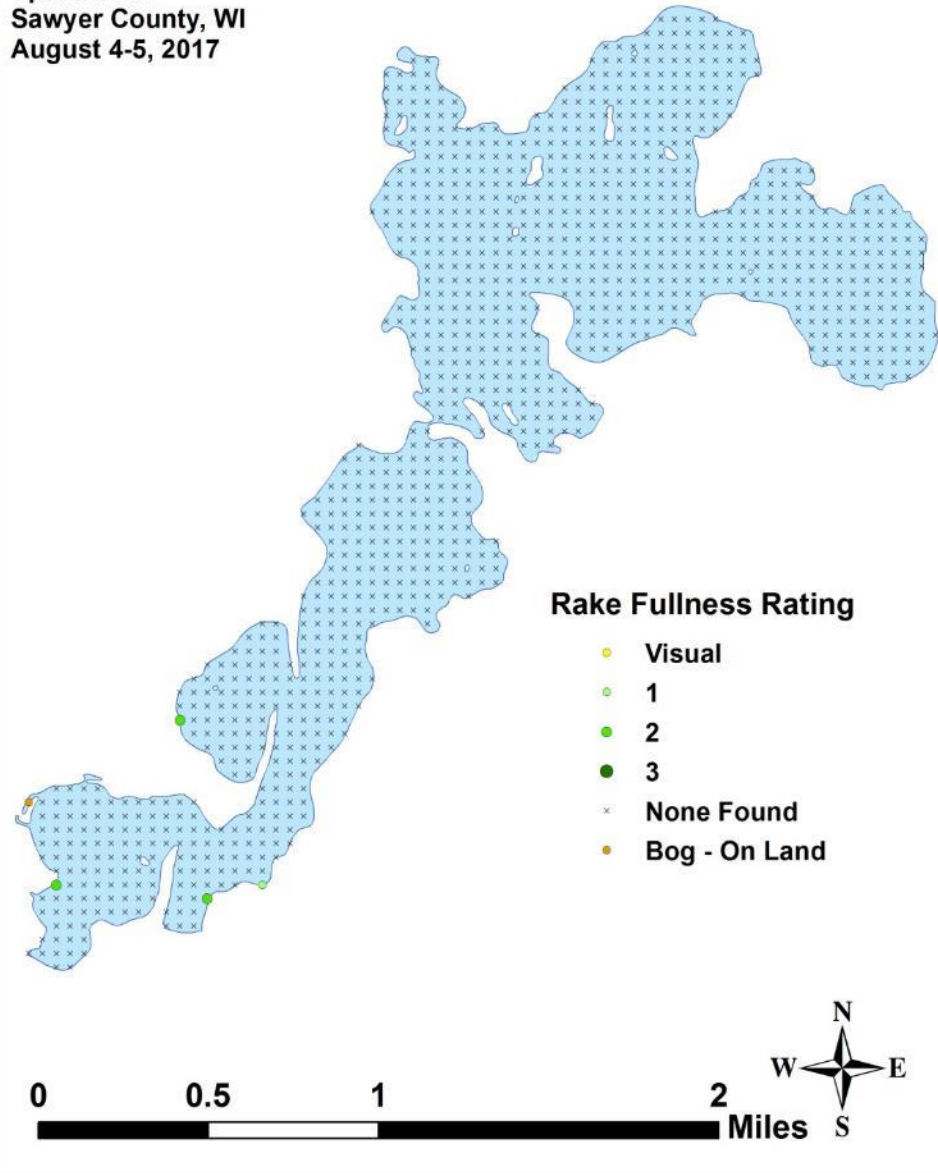 Sawyer County, WI
August 4-5, 2017
Rake Fullness Rating
Visual
1
2
3
None Found
Bog - On Land
N
W E
S
0 0.5 1 2
Miles